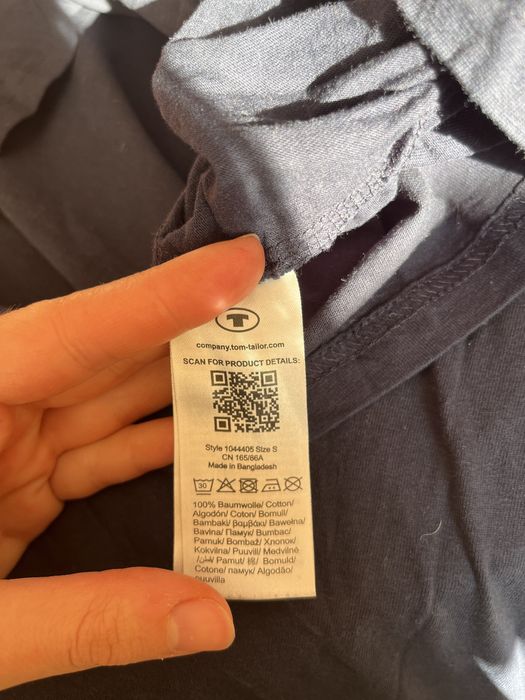 T
company.tom-tailor.com
SCAN FOR PRODUCT DETAILS:
Style 1044405 Size S
CN 165/86A
Made in Bangladesh
30
100% Baumwolle/ Cotton/
Algodón/ Coton/ Bomuld/
Bambaki/ βαμβάκι/ Bawełna/
Bavlna/ Памук/ Bumbac/
Pamuk/ Bombaž/ Хлопок/
Kokvilna/ Puuvill/ Medvilnė
/قطن/ Pamut/ 棉/ Bomuld/
Cotone/ памук/ Algodão/
puuvilla